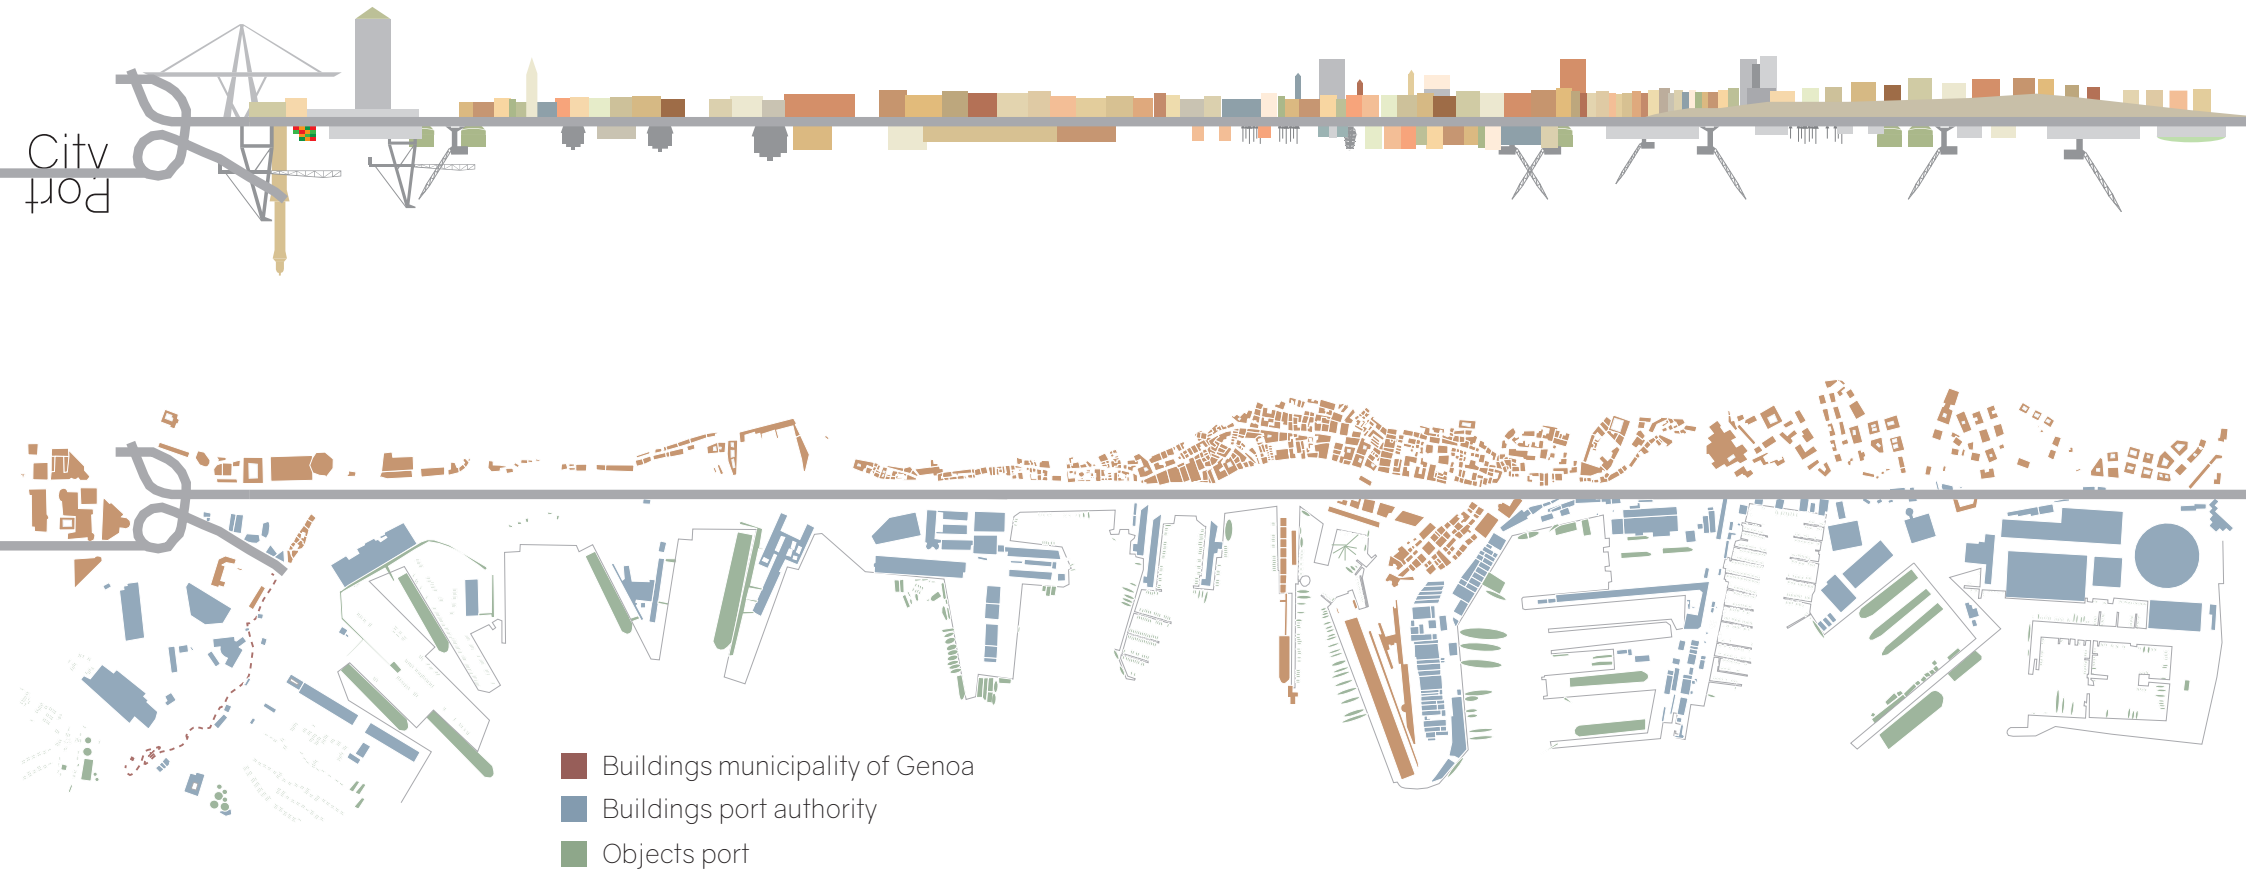 City
Port
Buildings municipality of Genoa
Buildings port authority
Objects port